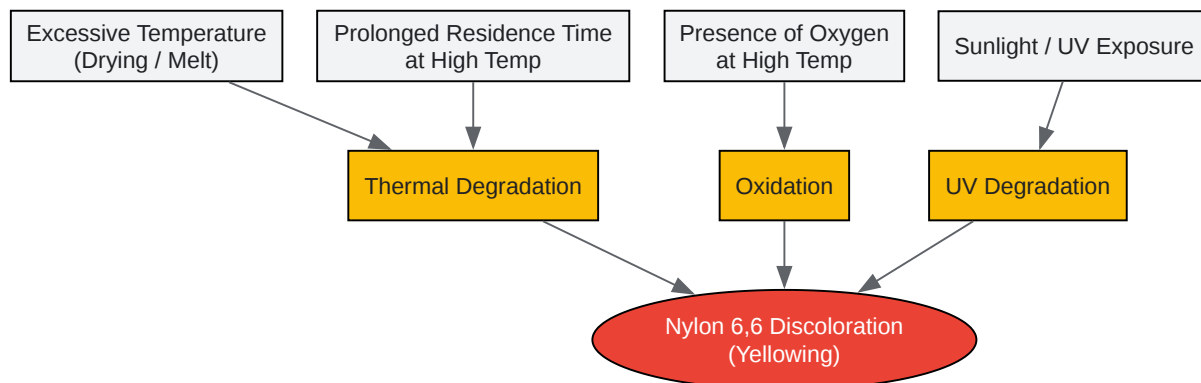 Excessive Temperature
(Drying / Melt)
Prolonged Residence Time
at High Temp
Presence of Oxygen
at High Temp
Sunlight / UV Exposure
Thermal Degradation
Oxidation
UV Degradation
Nylon 6,6 Discoloration
(Yellowing)